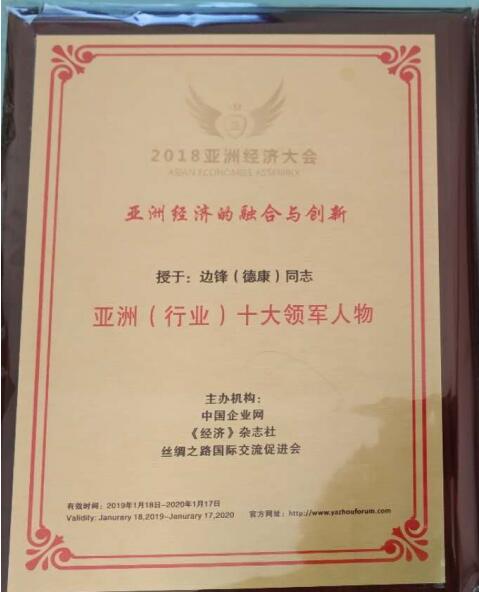 2018亚洲经济大会
ASIAN ECONOMIES ASSEMBLY
亚洲经济的融合与创新
授于：边锋（德康）同志
亚洲（行业）十大领军人物
主办机构：
中国企业网
《经济》杂志社
丝绸之路国际交流促进会
有效时间：2019年1月18日-2020年1月17日
Validity: Janurary 18,2019-Jenurary 17,2020 官方网址：http://www.yazhouforum.com